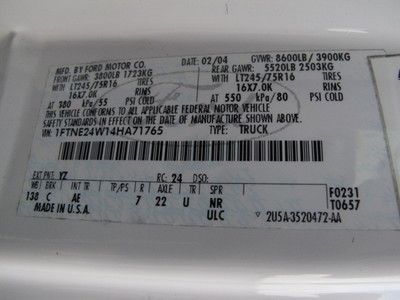 MFD. BY FORD MOTOR CO.
DATE: 02/04 GVWR: 8600LB/ 3900KG
FRONT GAWR: 3800LB 1723KG REAR GAWR: 5520LB 2503KG
WITH LT245/75R16 TIRES WITH LT245/75R16 TIRES
16X7.0K RIMS 16X7.0K RIMS
AT 380 kPa/55 PSI COLD AT 550 kPa/80 PSI COLD
THIS VEHICLE CONFORMS TO ALL APPLICABLE FEDERAL MOTOR VEHICLE
SAFETY STANDARDS IN EFFECT ON THE DATE OF MANUFACTURE SHOWN ABOVE.
VIN: 1FTNE24W14HA71765 TYPE: TRUCK
EXT PNT: YZ RC: 24 DSO:
WB BRK INT TR TP/PS R AXLE TR SPR
138 C AE 7 22 U NR
F0231
T0657
MADE IN U.S.A. ULC
2U5A-3520472-AA